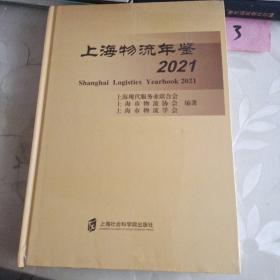 上海物流年鉴
2021
Shanghai Logistics Yearbook 2021
上海现代服务业联合会
上海市物流协会 编著
上海市物流学会
上海社会科学院出版社
3